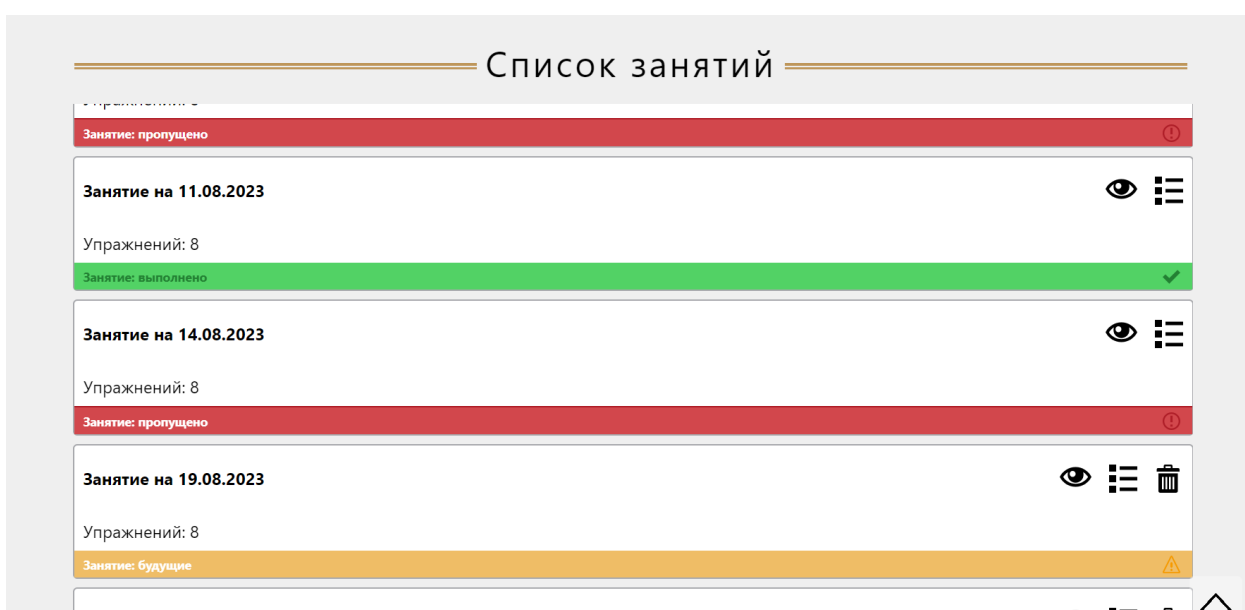 Список занятий
Занятие: пропущено
Занятие на 11.08.2023
Упражнений: 8
Занятие: выполнено
Занятие на 14.08.2023
Упражнений: 8
Занятие: пропущено
Занятие на 19.08.2023
Упражнений: 8
Занятие: будущие